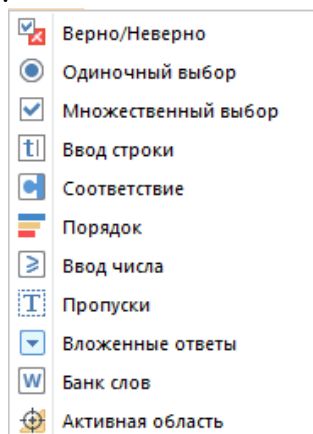 Верно/Неверно
Одиночный выбор
Множественный выбор
Ввод строки
Соответствие
Порядок
Ввод числа
Пропуски
Вложенные ответы
Банк слов
Активная область